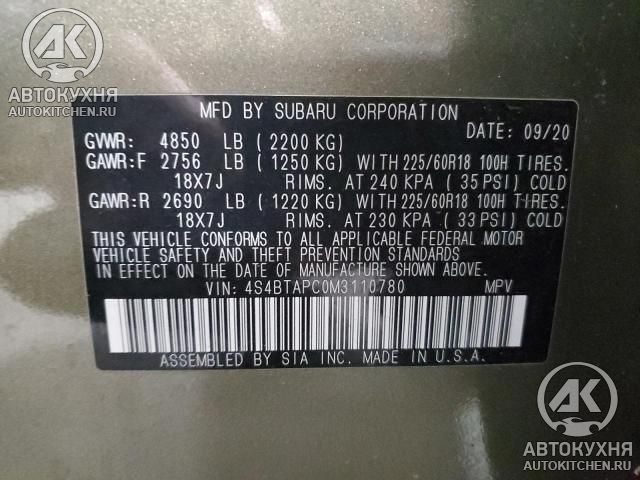 AK
АВТОКУХНЯ
AUTOKITCHEN.RU
MFD BY SUBARU CORPORATION
DATE: 09/20
GVWR: 4850 LB ( 2200 KG)
GAWR:F 2756 LB ( 1250 KG) WITH 225/60R18 100H TIRES.
18X7J RIMS. AT 240 KPA ( 35 PSI) COLD
GAWR:R 2690 LB ( 1220 KG) WITH 225/60R18 100H TIRES.
18X7J RIMS. AT 230 KPA ( 33 PSI) COLD
THIS VEHICLE CONFORMS TO ALL APPLICABLE FEDERAL MOTOR
VEHICLE SAFETY AND THEFT PREVENTION STANDARDS
IN EFFECT ON THE DATE OF MANUFACTURE SHOWN ABOVE.
VIN: 4S4BTAPC0M3110780 MPV
ASSEMBLED BY SIA INC. MADE IN U.S.A.
AK
АВТОКУХНЯ
AUTOKITCHEN.RU